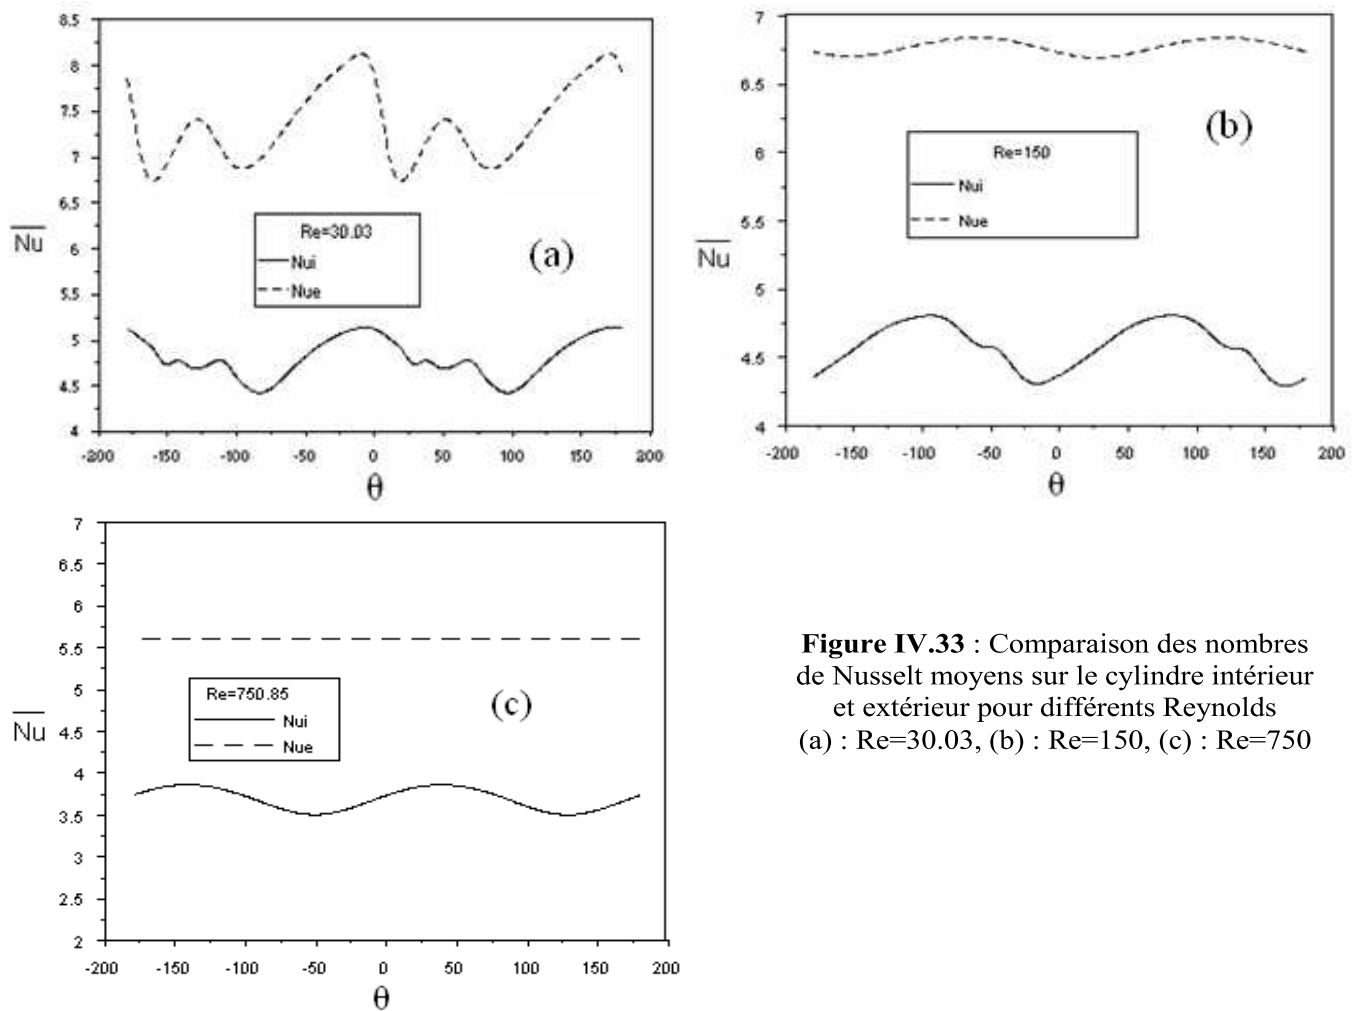 8.5
8
7.5
7
6.5
6
5.5
5
4.5
4
Nu
Re=30.03
Nui
Nue
(a)
-200 -150 -100 -50 0 50 100 150 200
θ
7
6.5
6
5.5
5
4.5
4
Nu
Re=150
Nui
Nue
(b)
-200 -150 -100 -50 0 50 100 150 200
θ
7
6.5
6
5.5
5
4.5
4
3.5
3
2.5
2
Nu
Re=750.85
Nui
Nue
(c)
-200 -150 -100 -50 0 50 100 150 200
θ
Figure IV.33 : Comparaison des nombres
de Nusselt moyens sur le cylindre intérieur
et extérieur pour différents Reynolds
(a) : Re=30.03, (b) : Re=150, (c) : Re=750